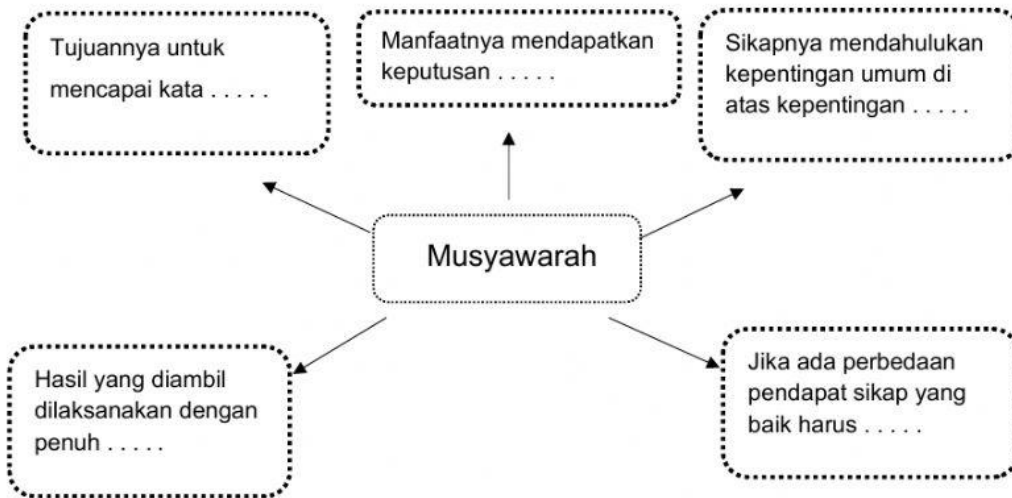 Tujuannya untuk
mencapai kata . . . . .
Manfaatnya mendapatkan
keputusan . . . . .
Sikapnya mendahulukan
kepentingan umum di
atas kepentingan . . . . .
Musyawarah
Hasil yang diambil
dilaksanakan dengan
penuh . . . . .
Jika ada perbedaan
pendapat sikap yang
baik harus . . . . .